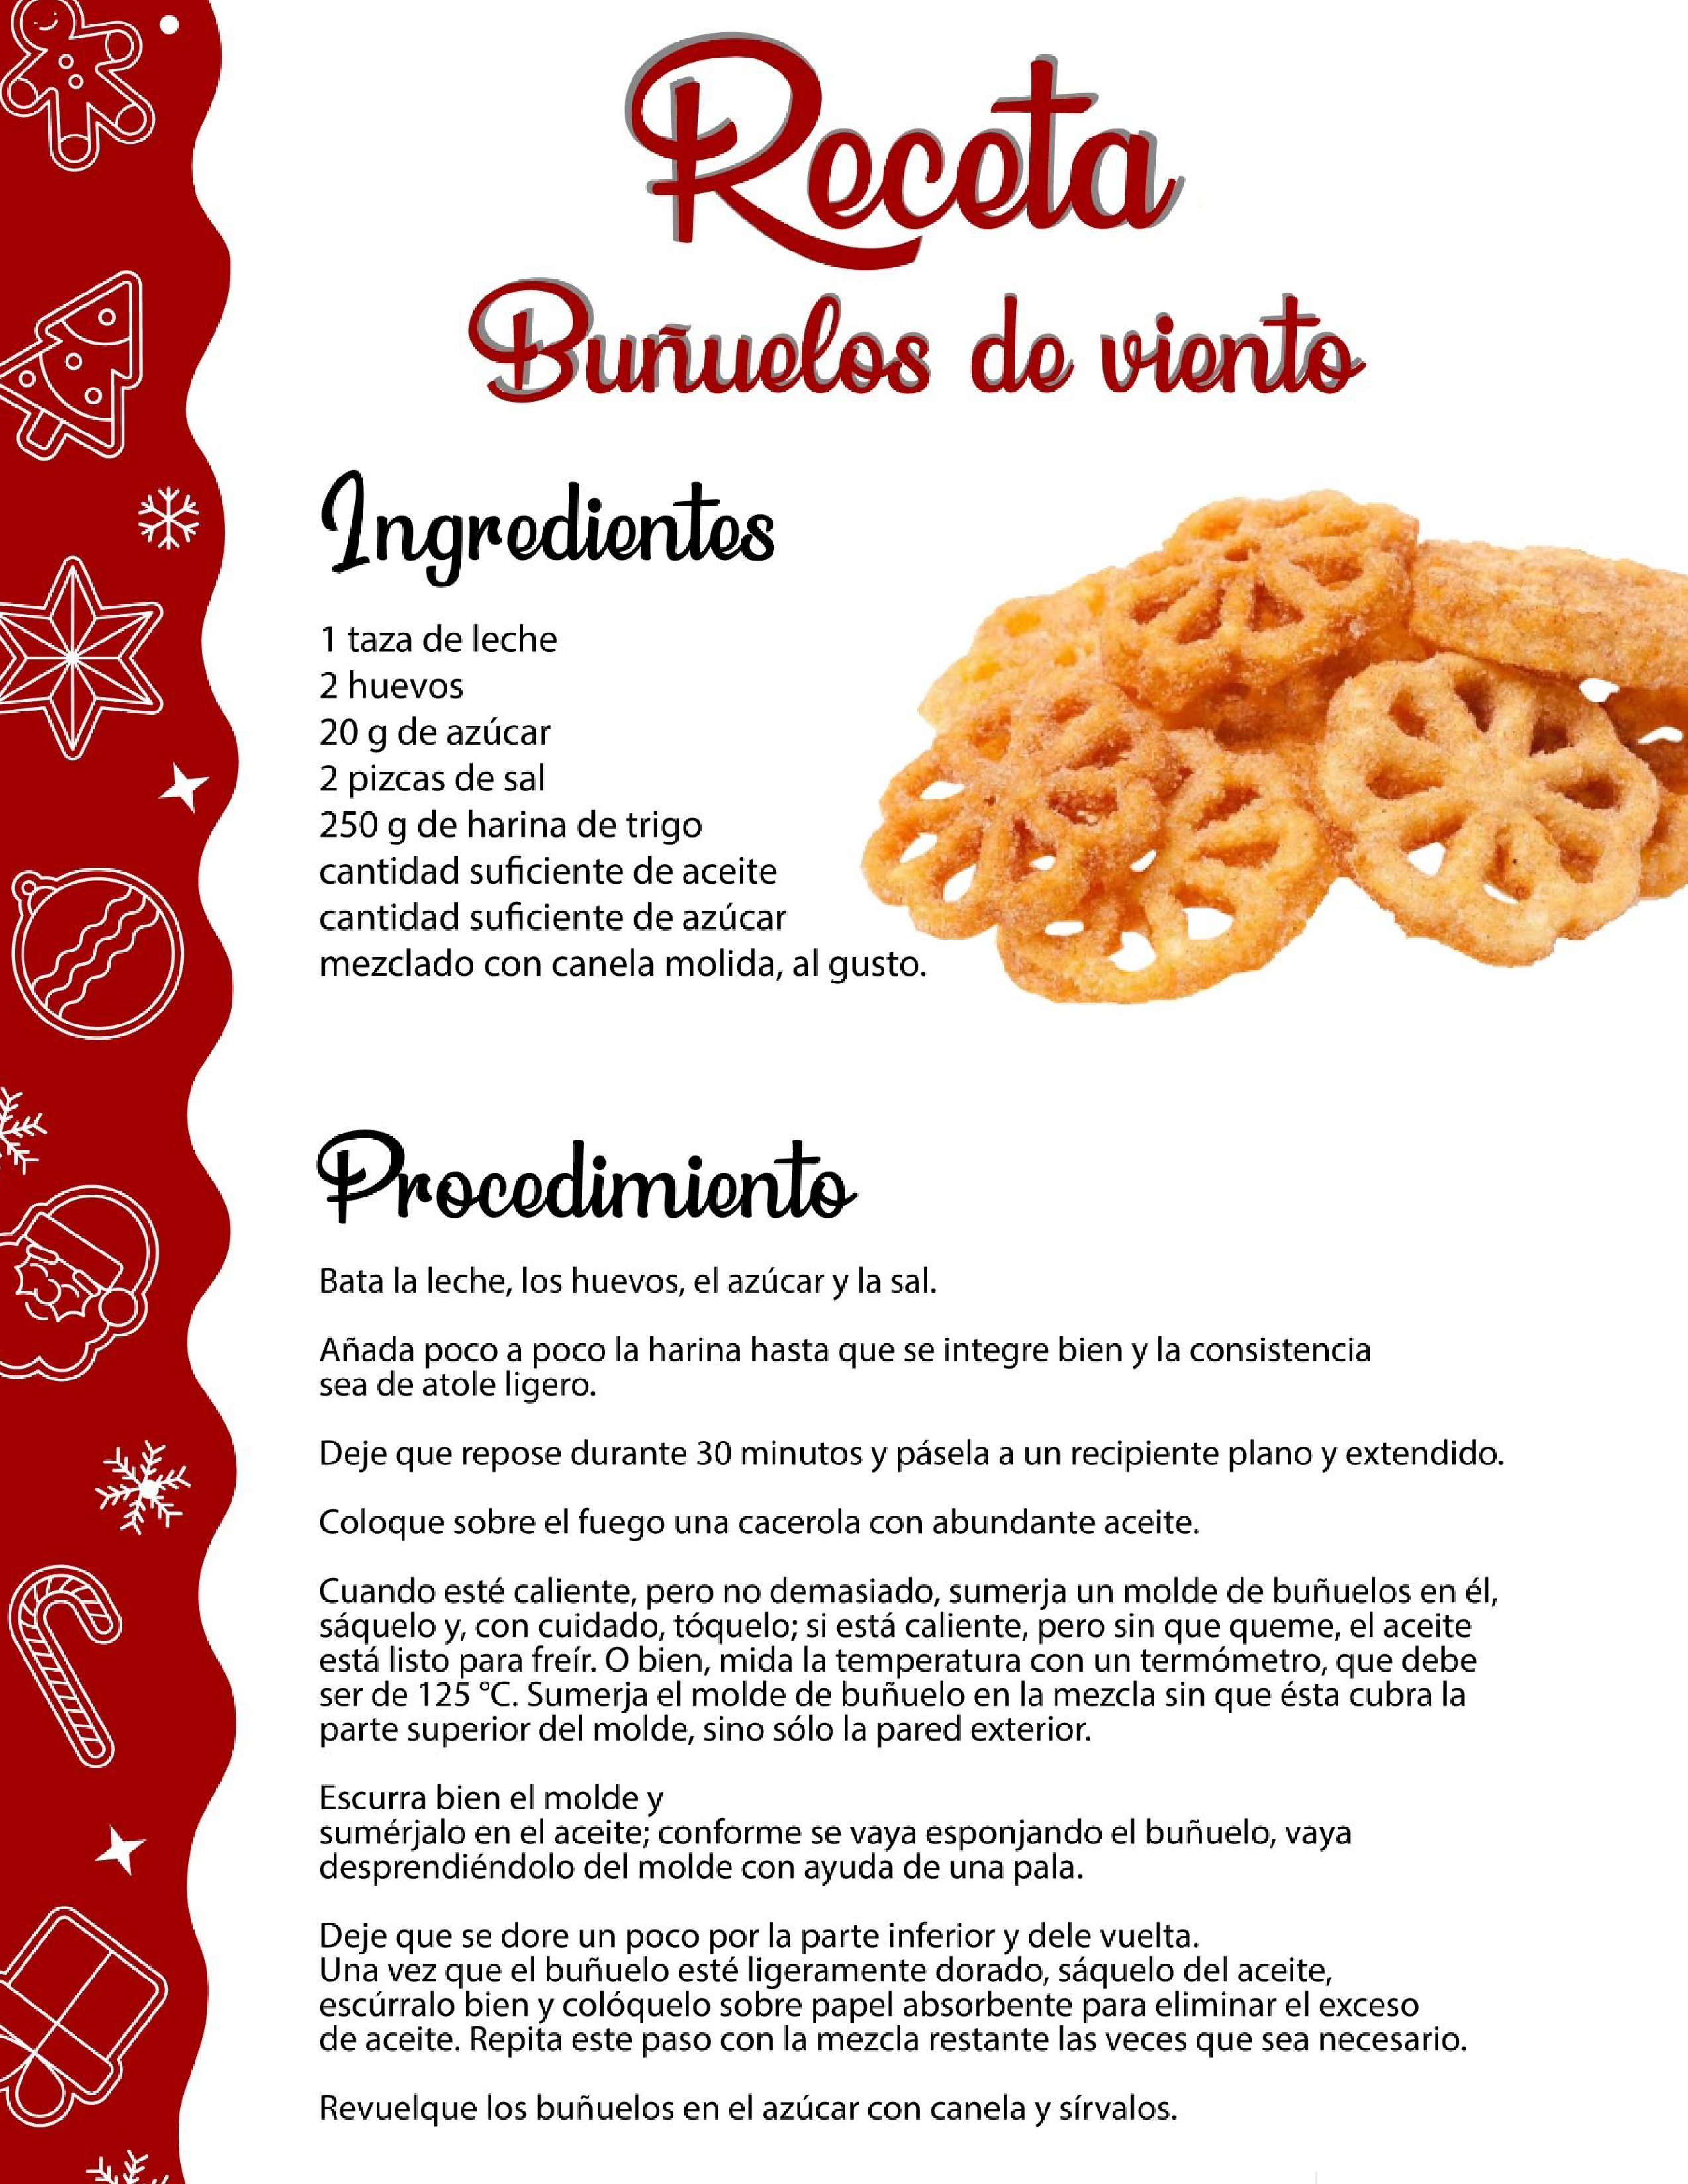 Receta
Buñuelos de viento
Ingredientes
1 taza de leche
2 huevos
20 g de azúcar
2 pizcas de sal
250 g de harina de trigo
cantidad suficiente de aceite
cantidad suficiente de azúcar
mezclado con canela molida, al gusto.
Procedimiento
Bata la leche, los huevos, el azúcar y la sal.
Añada poco a poco la harina hasta que se integre bien y la consistencia
sea de atole ligero.
Deje que repose durante 30 minutos y pásela a un recipiente plano y extendido.
Coloque sobre el fuego una cacerola con abundante aceite.
Cuando esté caliente, pero no demasiado, sumerja un molde de buñuelos en él,
sáquelo y, con cuidado, tóquelo; si está caliente, pero sin que queme, el aceite
está listo para freír. O bien, mida la temperatura con un termómetro, que debe
ser de 125 °C. Sumerja el molde de buñuelo en la mezcla sin que ésta cubra la
parte superior del molde, sino sólo la pared exterior.
Escurra bien el molde y
sumérjalo en el aceite; conforme se vaya esponjando el buñuelo, vaya
desprendiéndolo del molde con ayuda de una pala.
Deje que se dore un poco por la parte inferior y dele vuelta.
Una vez que el buñuelo esté ligeramente dorado, sáquelo del aceite,
escúrralo bien y colóquelo sobre papel absorbente para eliminar el exceso
de aceite. Repita este paso con la mezcla restante las veces que sea necesario.
Revuelque los buñuelos en el azúcar con canela y sírvalos.